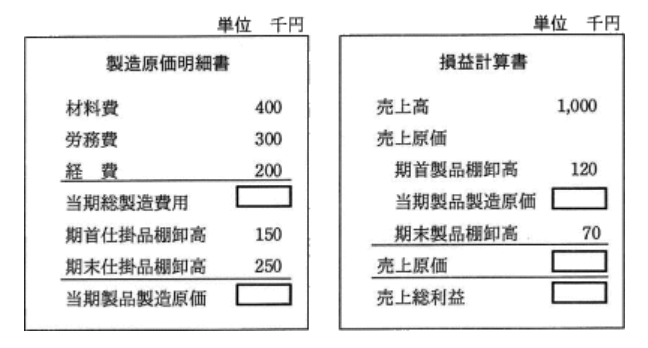 単位 千円
製造原価明細書
材料費 400
労務費 300
経 費 200
当期総製造費用
期首仕掛品棚卸高 150
期末仕掛品棚卸高 250
当期製品製造原価
単位 千円
損益計算書
売上高 1,000
売上原価
期首製品棚卸高 120
当期製品製造原価
期末製品棚卸高 70
売上原価
売上総利益